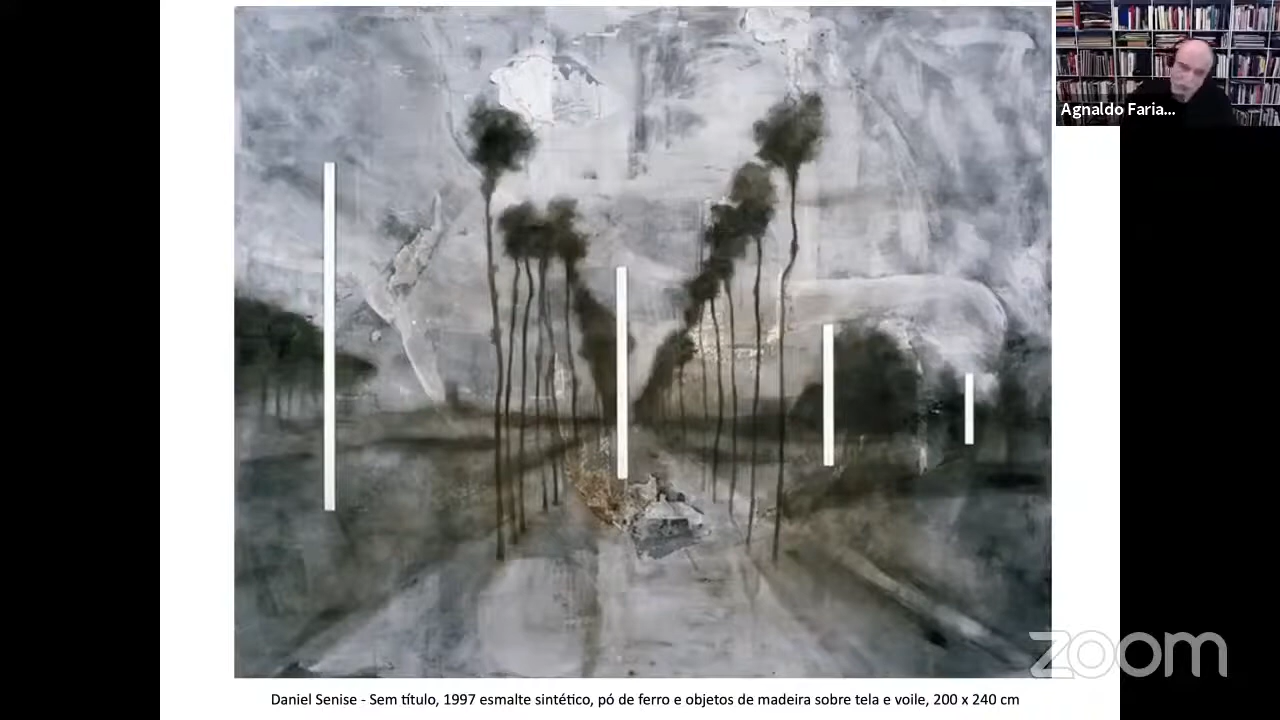 Agnaldo Faria...
zoom
Daniel Senise - Sem título, 1997 esmalte sintético, pó de ferro e objetos de madeira sobre tela e voile, 200 x 240 cm